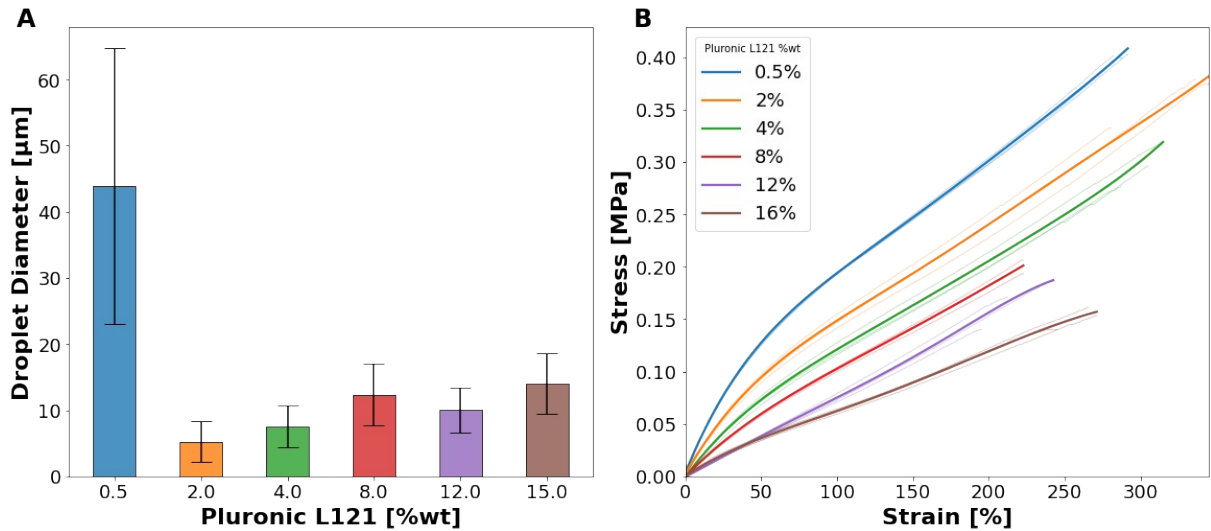 A
Droplet Diameter [µm]
60
50
40
30
20
10
0
0.5 2.0 4.0 8.0 12.0 15.0
Pluronic L121 [%wt]
B
Stress [MPa]
0.40
0.35
0.30
0.25
0.20
0.15
0.10
0.05
0.00
Pluronic L121 %wt
0.5%
2%
4%
8%
12%
16%
0 50 100 150 200 250 300
Strain [%]